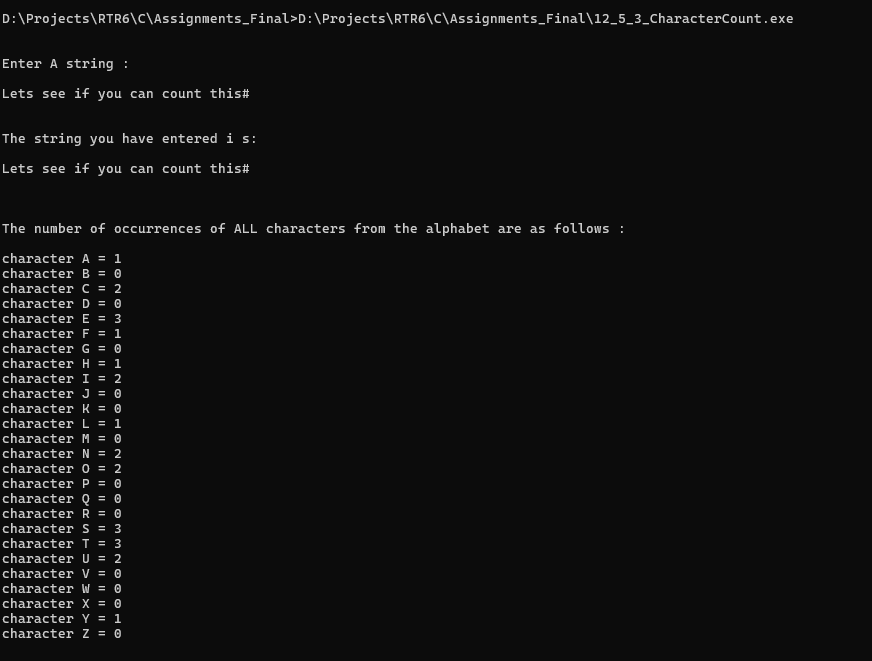 D:\Projects\RTR6\C\Assignments_Final>D:\Projects\RTR6\C\Assignments_Final\12_5_3_CharacterCount.exe
Enter A string :
Lets see if you can count this#
The string you have entered i s:
Lets see if you can count this#
The number of occurrences of ALL characters from the alphabet are as follows :
character A = 1
character B = 0
character C = 2
character D = 0
character E = 3
character F = 1
character G = 0
character H = 1
character I = 2
character J = 0
character K = 0
character L = 1
character M = 0
character N = 2
character O = 2
character P = 0
character Q = 0
character R = 0
character S = 3
character T = 3
character U = 2
character V = 0
character W = 0
character X = 0
character Y = 1
character Z = 0